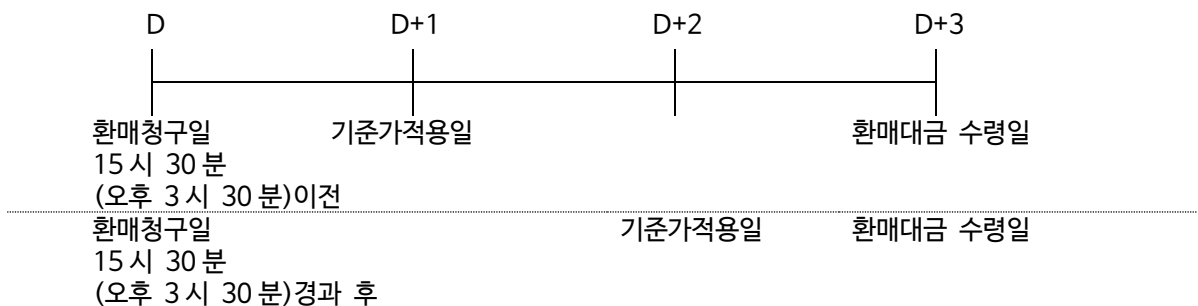 D D+1 D+2 D+3
환매청구일 기준가적용일 환매대금 수령일
15 시 30 분
(오후 3 시 30 분)이전
환매청구일 기준가적용일 환매대금 수령일
15 시 30 분
(오후 3 시 30 분)경과 후